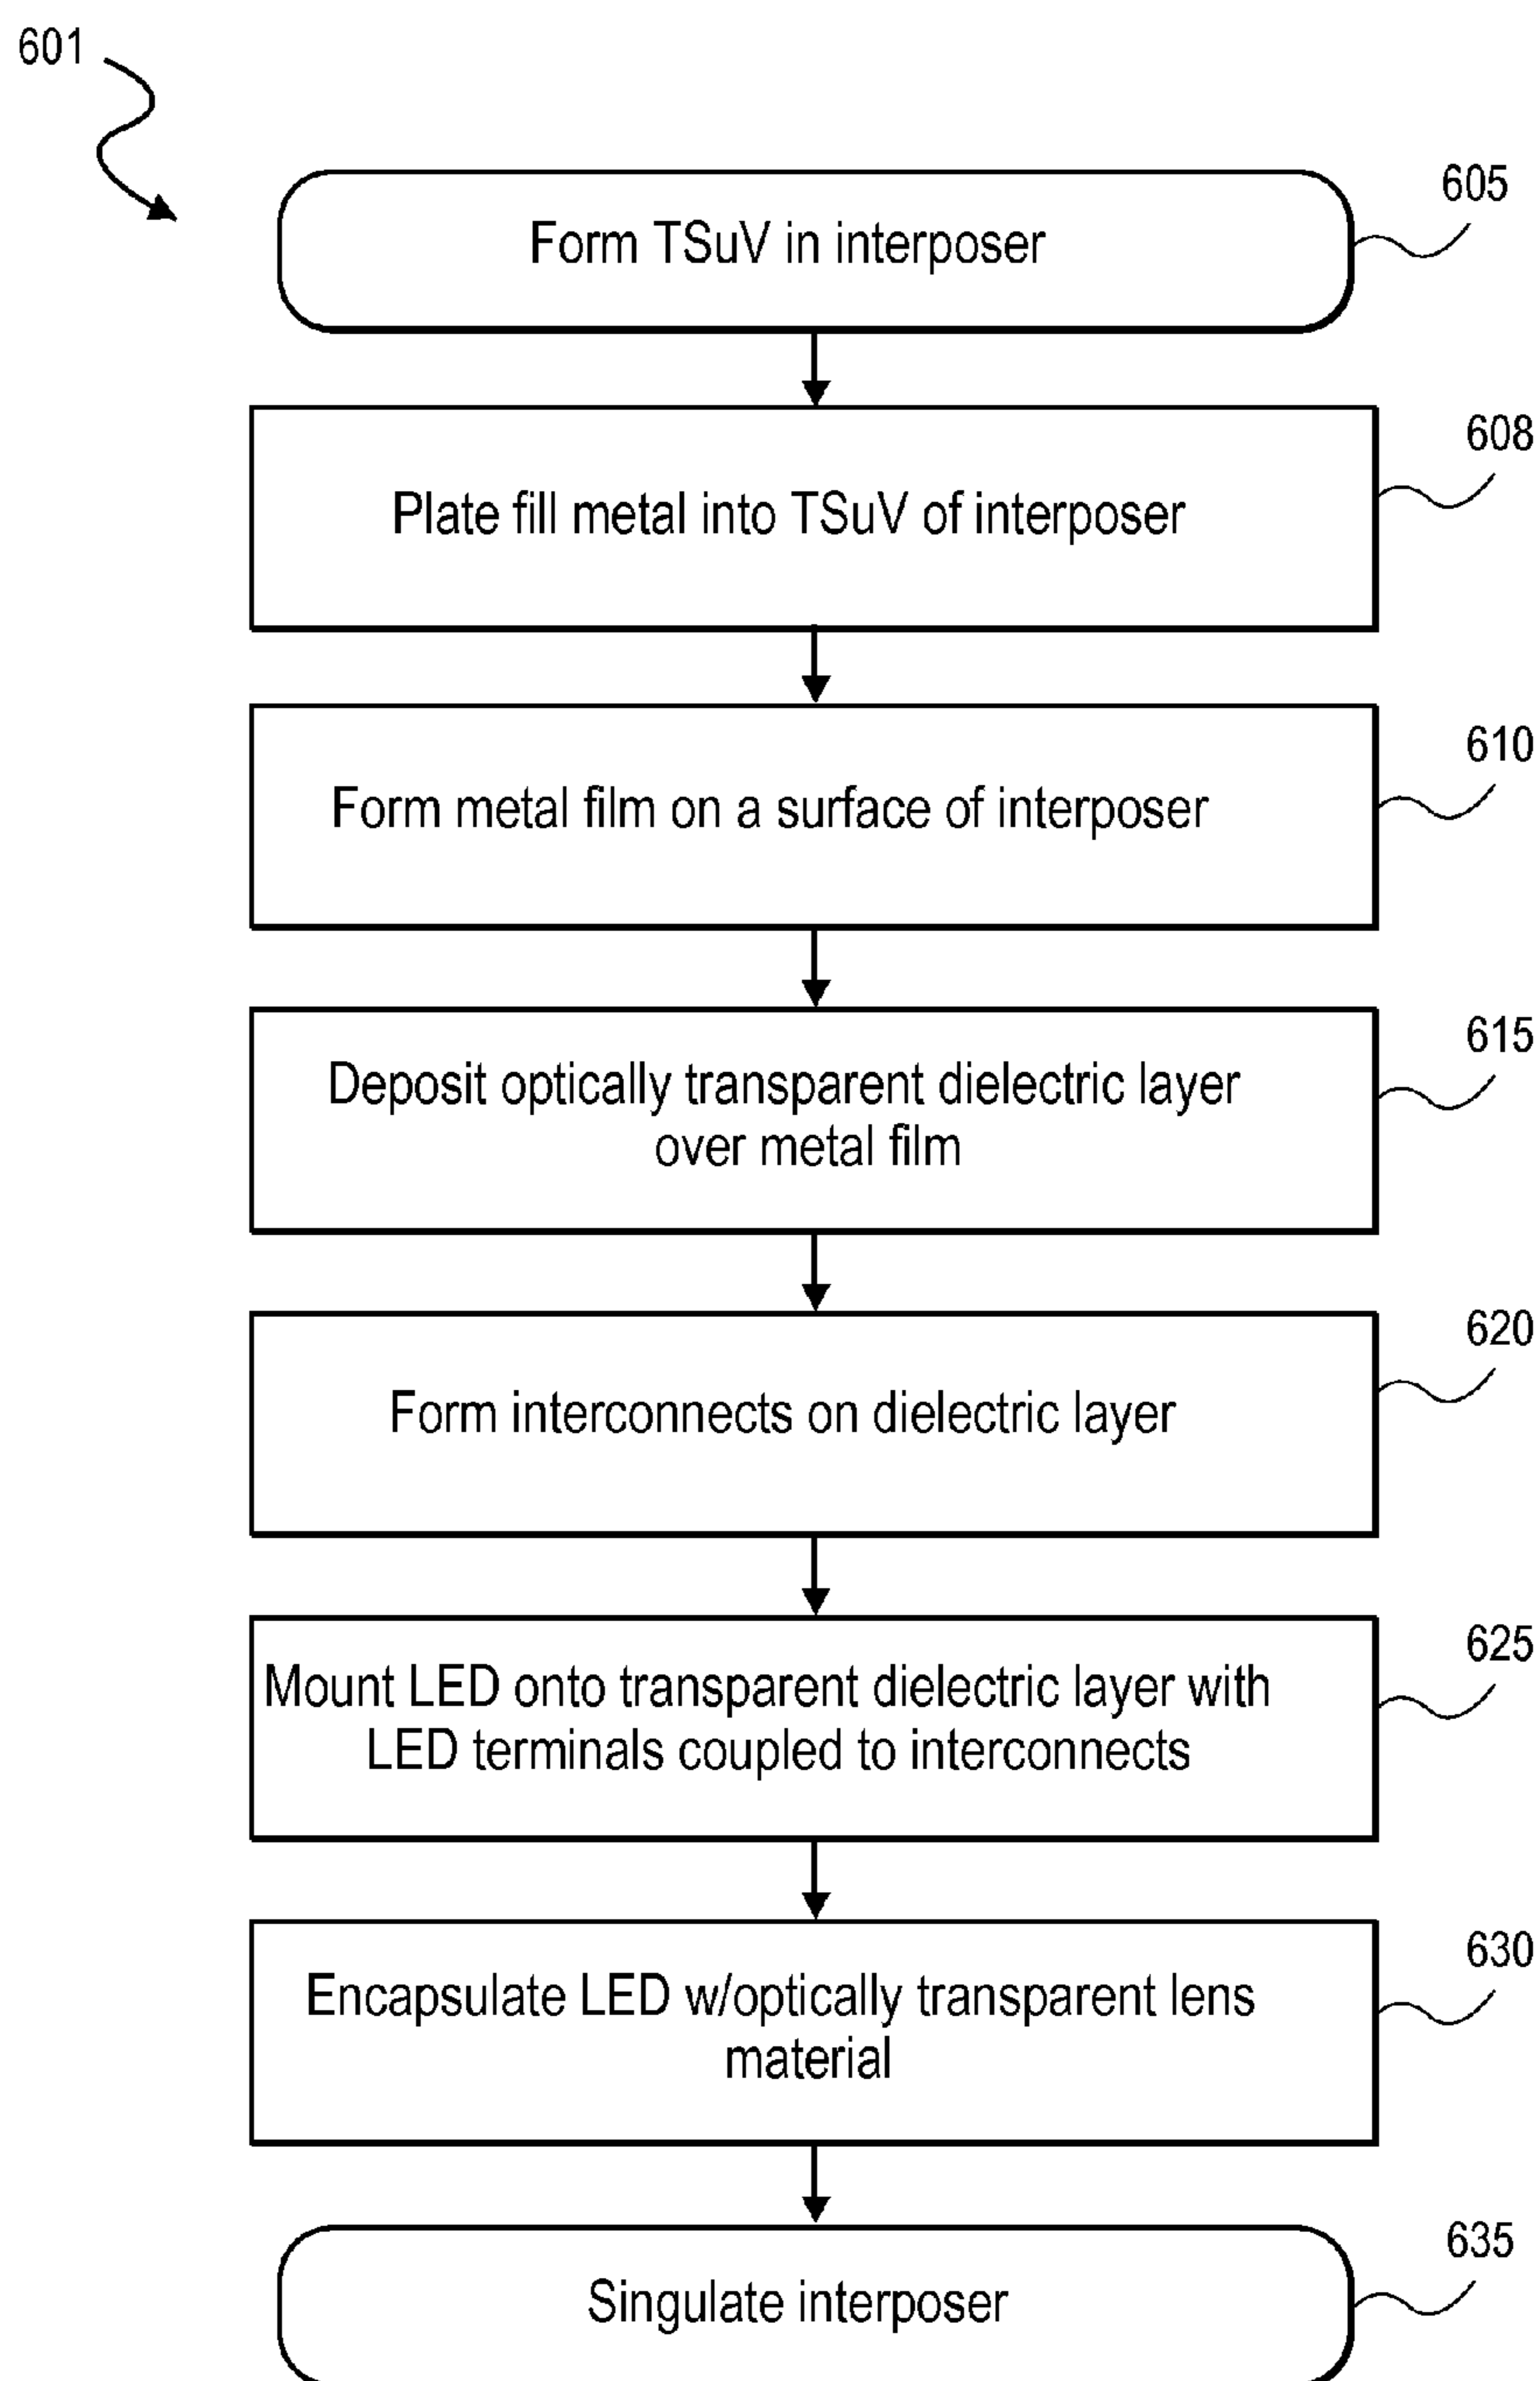 601
605
Form TSuV in interposer
608
Plate fill metal into TSuV of interposer
610
Form metal film on a surface of interposer
615
Deposit optically transparent dielectric layer
over metal film
620
Form interconnects on dielectric layer
625
Mount LED onto transparent dielectric layer with
LED terminals coupled to interconnects
630
Encapsulate LED w/optically transparent lens
material
635
Singulate interposer